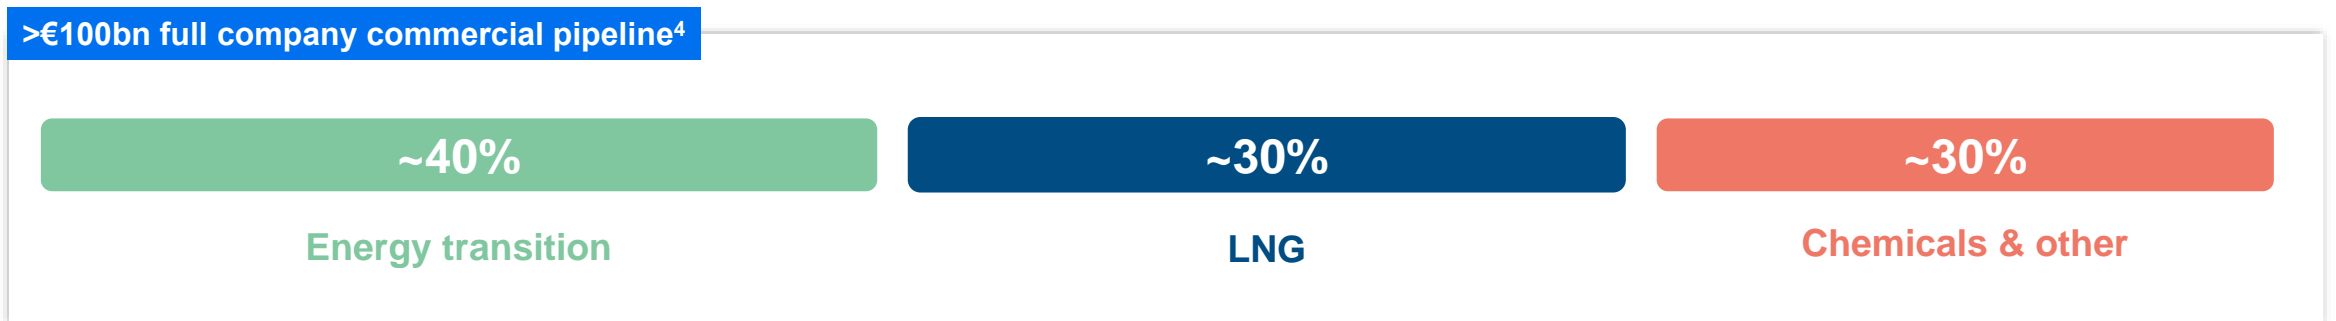 >€100bn full company commercial pipeline⁴
~40% ~30% ~30%
Energy transition LNG Chemicals & other